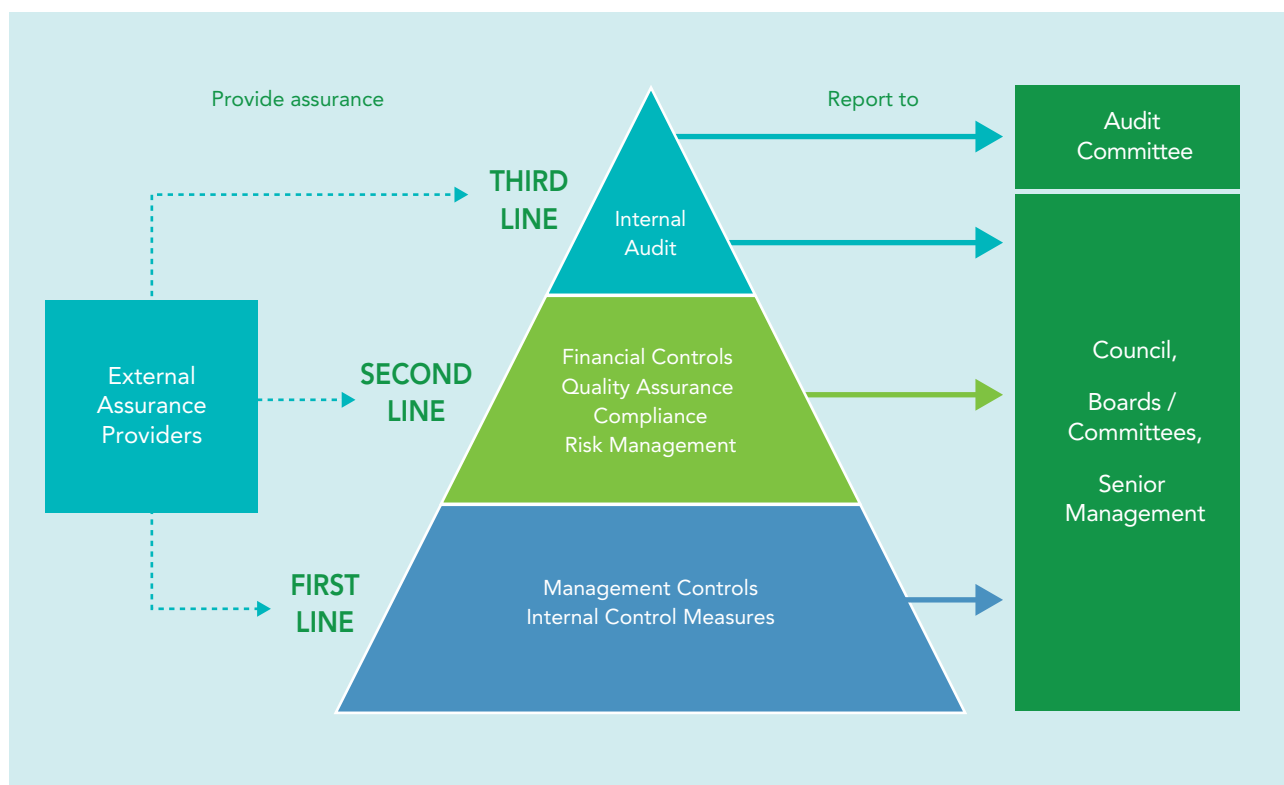 Provide assurance
Report to
Audit
Committee
THIRD
LINE
Internal
Audit
External
Assurance
Providers
SECOND
LINE
Financial Controls
Quality Assurance
Compliance
Risk Management
Council,
Boards /
Committees,
Senior
Management
FIRST
LINE
Management Controls
Internal Control Measures